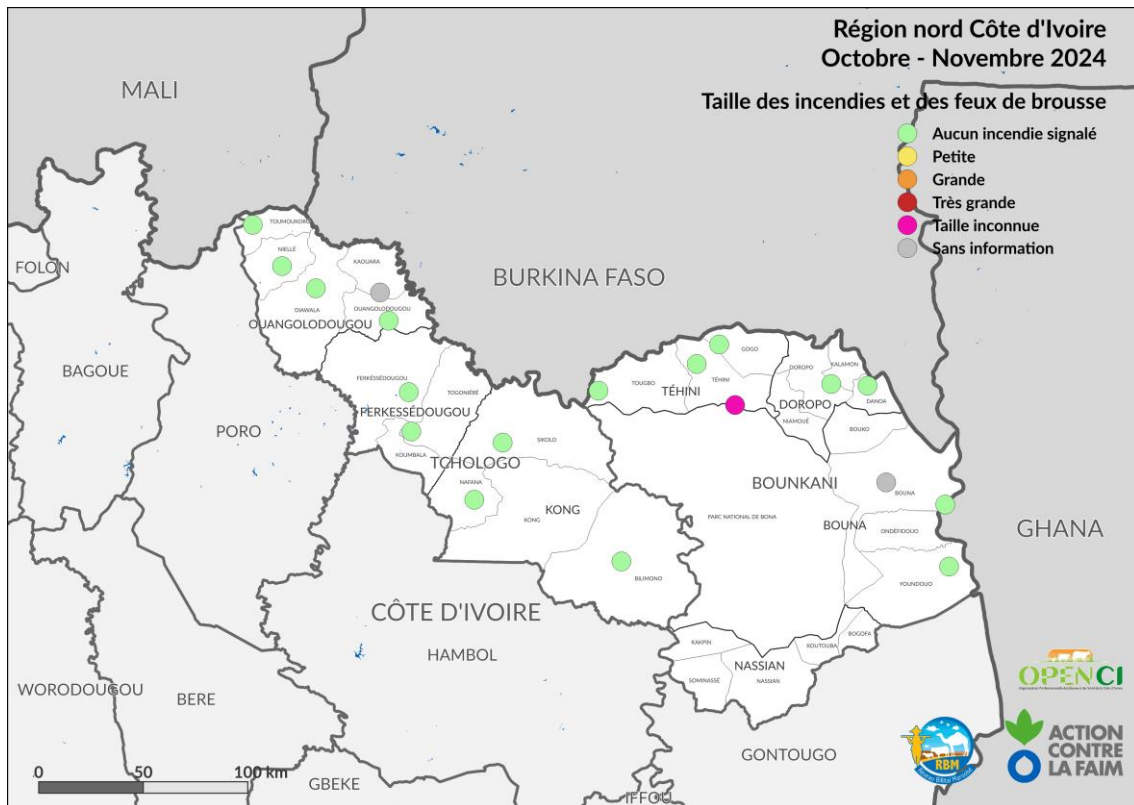 Région nord Côte d'Ivoire
Octobre - Novembre 2024
Taille des incendies et des feux de brousse
Aucun incendie signalé
Petite
Grande
Très grande
Taille inconnue
Sans information
MALI
BURKINA FASO
GHANA
CÔTE D'IVOIRE
FOLON
BAGOUE
PORO
WORODOUGOU
BERE
HAMBOL
GBEKE
IFFOU
GONTOUGO
TOUMOUKORO
NIELLÉ
KAOUARA
DIAWALA
OUANGOLODOUGOU
OUANGOLODOUGOU
FERKÉSSÉDOUGOU
TOGONIÉRÉ
FERKESSÉDOUGOU
KOUMBALA
TCHOLOGO
SIKOLO
NAFANA
KONG
KONG
BILIMONO
GOGO
TOUGBO
TÉHINI
TÉHINI
DOROPO
KALAMON
DOROPO
DANOA
NIAMOUÉ
BOUKO
BOUNKANI
BOUNA
PARC NATIONAL DE BONA
BOUNA
ONDÉFIDOUO
YOUNDOUO
KAKPIN
KOUTOUBA
BOGOFA
NASSIAN
SOMINASSÉ
NASSIAN
0 50 100 km
OPENCI
RBM
ACTION
CONTRE
LA FAIM